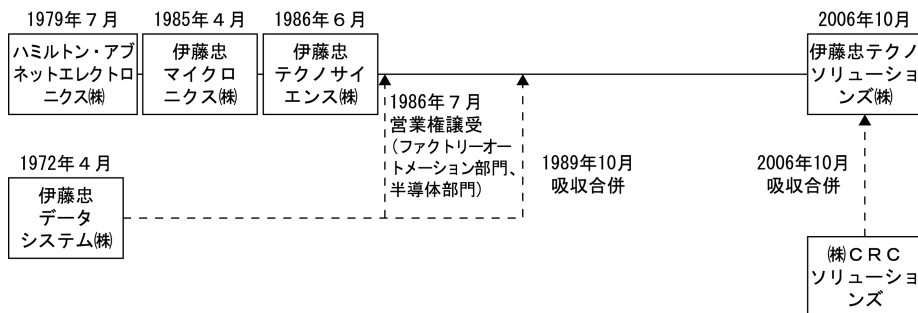 1979年7月
ハミルトン・アブ
ネットエレクトロ
ニクス㈱
1985年4月
伊藤忠
マイクロ
ニクス㈱
1986年6月
伊藤忠
テクノサイ
エンス㈱
2006年10月
伊藤忠テクノ
ソリューショ
ンズ㈱
1986年7月
営業権譲受
(ファクトリーオー
トメーション部門、
半導体部門)
1989年10月
吸収合併
2006年10月
吸収合併
1972年4月
伊藤忠
データ
システム㈱
㈱ＣＲＣ
ソリューショ
ンズ